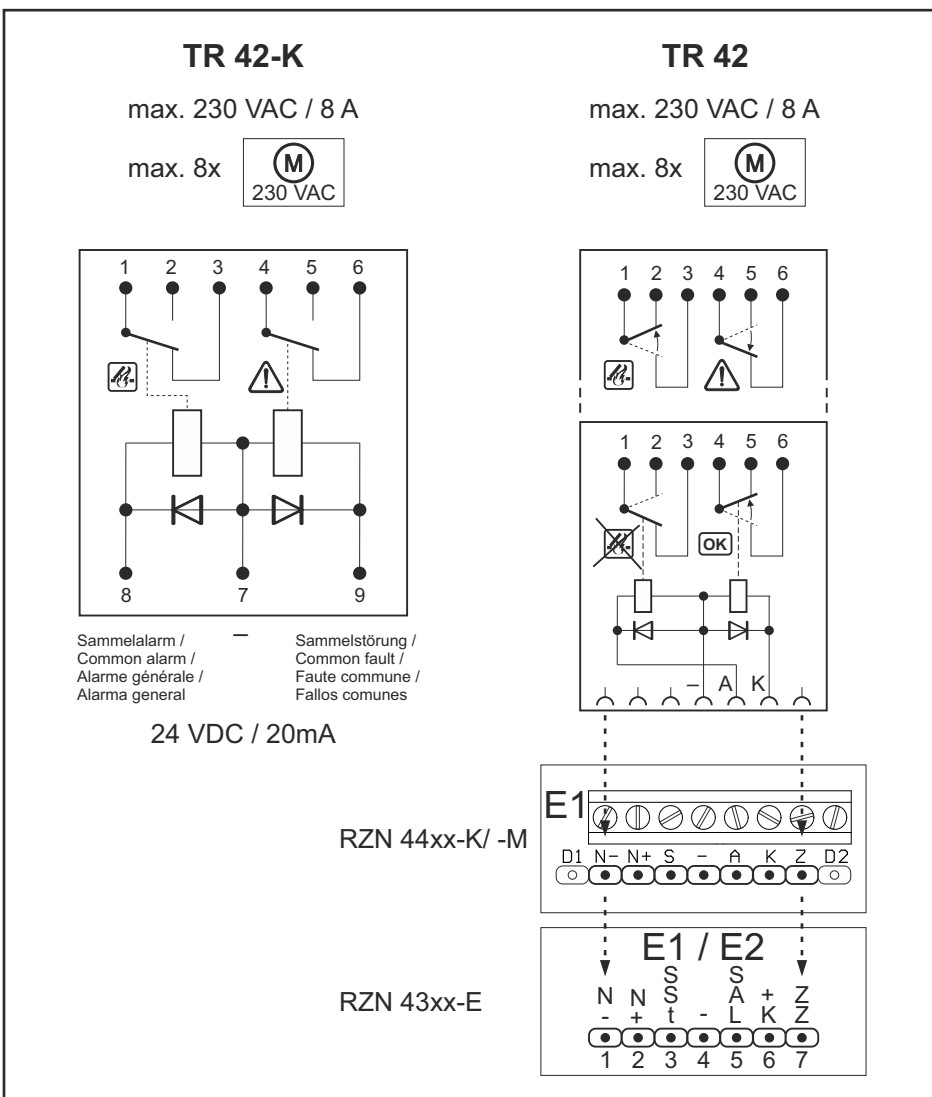 TR 42-K
max. 230 VAC / 8 A
max. 8x
M
230 VAC
1 2 3 4 5 6
8 7 9
Sammelalarm /
Common alarm /
Alarme générale /
Alarma general
–
Sammelstörung /
Common fault /
Faute commune /
Fallos comunes
24 VDC / 20mA
TR 42
max. 230 VAC / 8 A
max. 8x
M
230 VAC
1 2 3 4 5 6
1 2 3 4 5 6
OK
– A K
RZN 44xx-K/ -M
E1
D1 N- N+ S - A K Z D2
RZN 43xx-E
E1 / E2
N- N+ SSt - SAL +K ZZ
1 2 3 4 5 6 7